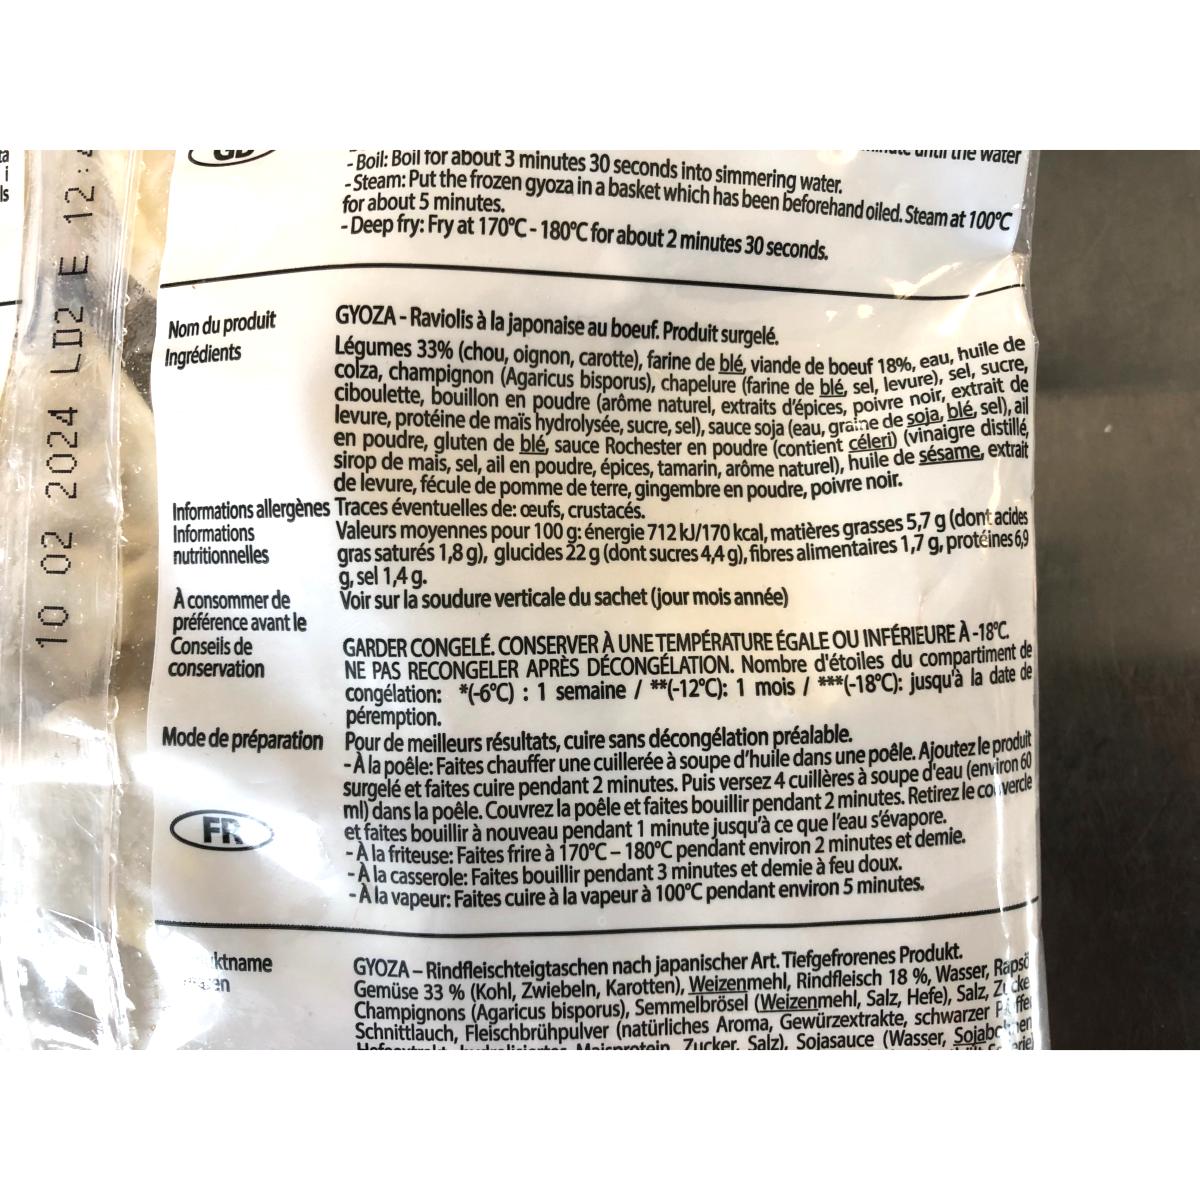 GB
- Boil: Boil for about 3 minutes 30 seconds into simmering water.
until the water
- Steam: Put the frozen gyoza in a basket which has been beforehand oiled. Steam at 100°C
for about 5 minutes.
- Deep fry: Fry at 170°C - 180°C for about 2 minutes 30 seconds.
Nom du produit GYOZA - Raviolis à la japonaise au boeuf. Produit surgelé.
Ingrédients Légumes 33% (chou, oignon, carotte), farine de blé, viande de boeuf 18%, eau, huile de
colza, champignon (Agaricus bisporus), chapelure (farine de blé, sel, levure), sel, sucre,
ciboulette, bouillon en poudre (arôme naturel, extraits d'épices, poivre noir, extrait de
levure, protéine de maïs hydrolysée, sucre, sel), sauce soja (eau, graine de soja, blé, sel), ail
en poudre, gluten de blé, sauce Rochester en poudre (contient céleri) (vinaigre distillé,
sirop de mais, sel, ail en poudre, épices, tamarin, arôme naturel), huile de sésame, extrait
de levure, fécule de pomme de terre, gingembre en poudre, poivre noir.
Informations allergènes Traces éventuelles de: œufs, crustacés.
Informations Valeurs moyennes pour 100 g: énergie 712 kJ/170 kcal, matières grasses 5,7 g (dont acides
nutritionnelles gras saturés 1,8 g), glucides 22 g (dont sucres 4,4 g), fibres alimentaires 1,7 g, protéines 6,9
g, sel 1,4 g.
À consommer de Voir sur la soudure verticale du sachet (jour mois année)
préférence avant le
Conseils de GARDER CONGELÉ. CONSERVER À UNE TEMPÉRATURE ÉGALE OU INFÉRIEURE À -18°C.
conservation NE PAS RECONGELER APRÈS DÉCONGÉLATION. Nombre d'étoiles du compartiment de
congélation: *(-6°C) : 1 semaine / **(-12°C): 1 mois / ***(-18°C): jusqu'à la date de
péremption.
Mode de préparation Pour de meilleurs résultats, cuire sans décongélation préalable.
- À la poêle: Faites chauffer une cuillerée à soupe d'huile dans une poêle. Ajoutez le produit
surgelé et faites cuire pendant 2 minutes. Puis versez 4 cuillères à soupe d'eau (environ 60
ml) dans la poêle. Couvrez la poêle et faites bouillir pendant 2 minutes. Retirez le couvercle
et faites bouillir à nouveau pendant 1 minute jusqu'à ce que l'eau s'évapore.
- À la friteuse: Faites frire à 170°C – 180°C pendant environ 2 minutes et demie.
- À la casserole: Faites bouillir pendant 3 minutes et demie à feu doux.
- À la vapeur: Faites cuire à la vapeur à 100°C pendant environ 5 minutes.
FR
GYOZA – Rindfleischteigtaschen nach japanischer Art. Tiefgefrorenes Produkt.
Gemüse 33 % (Kohl, Zwiebeln, Karotten), Weizenmehl, Rindfleisch 18 %, Wasser,
Champignons (Agaricus bisporus), Semmelbrösel (Weizenmehl, Salz, Hefe), Salz,
Schnittlauch, Fleischbrühpulver (natürliches Aroma, Gewürzextrakte, schwarzer
Maisprotein, Zucker, Salz), Sojasauce (Wasser,
10 02 2024 LD2 E 12: